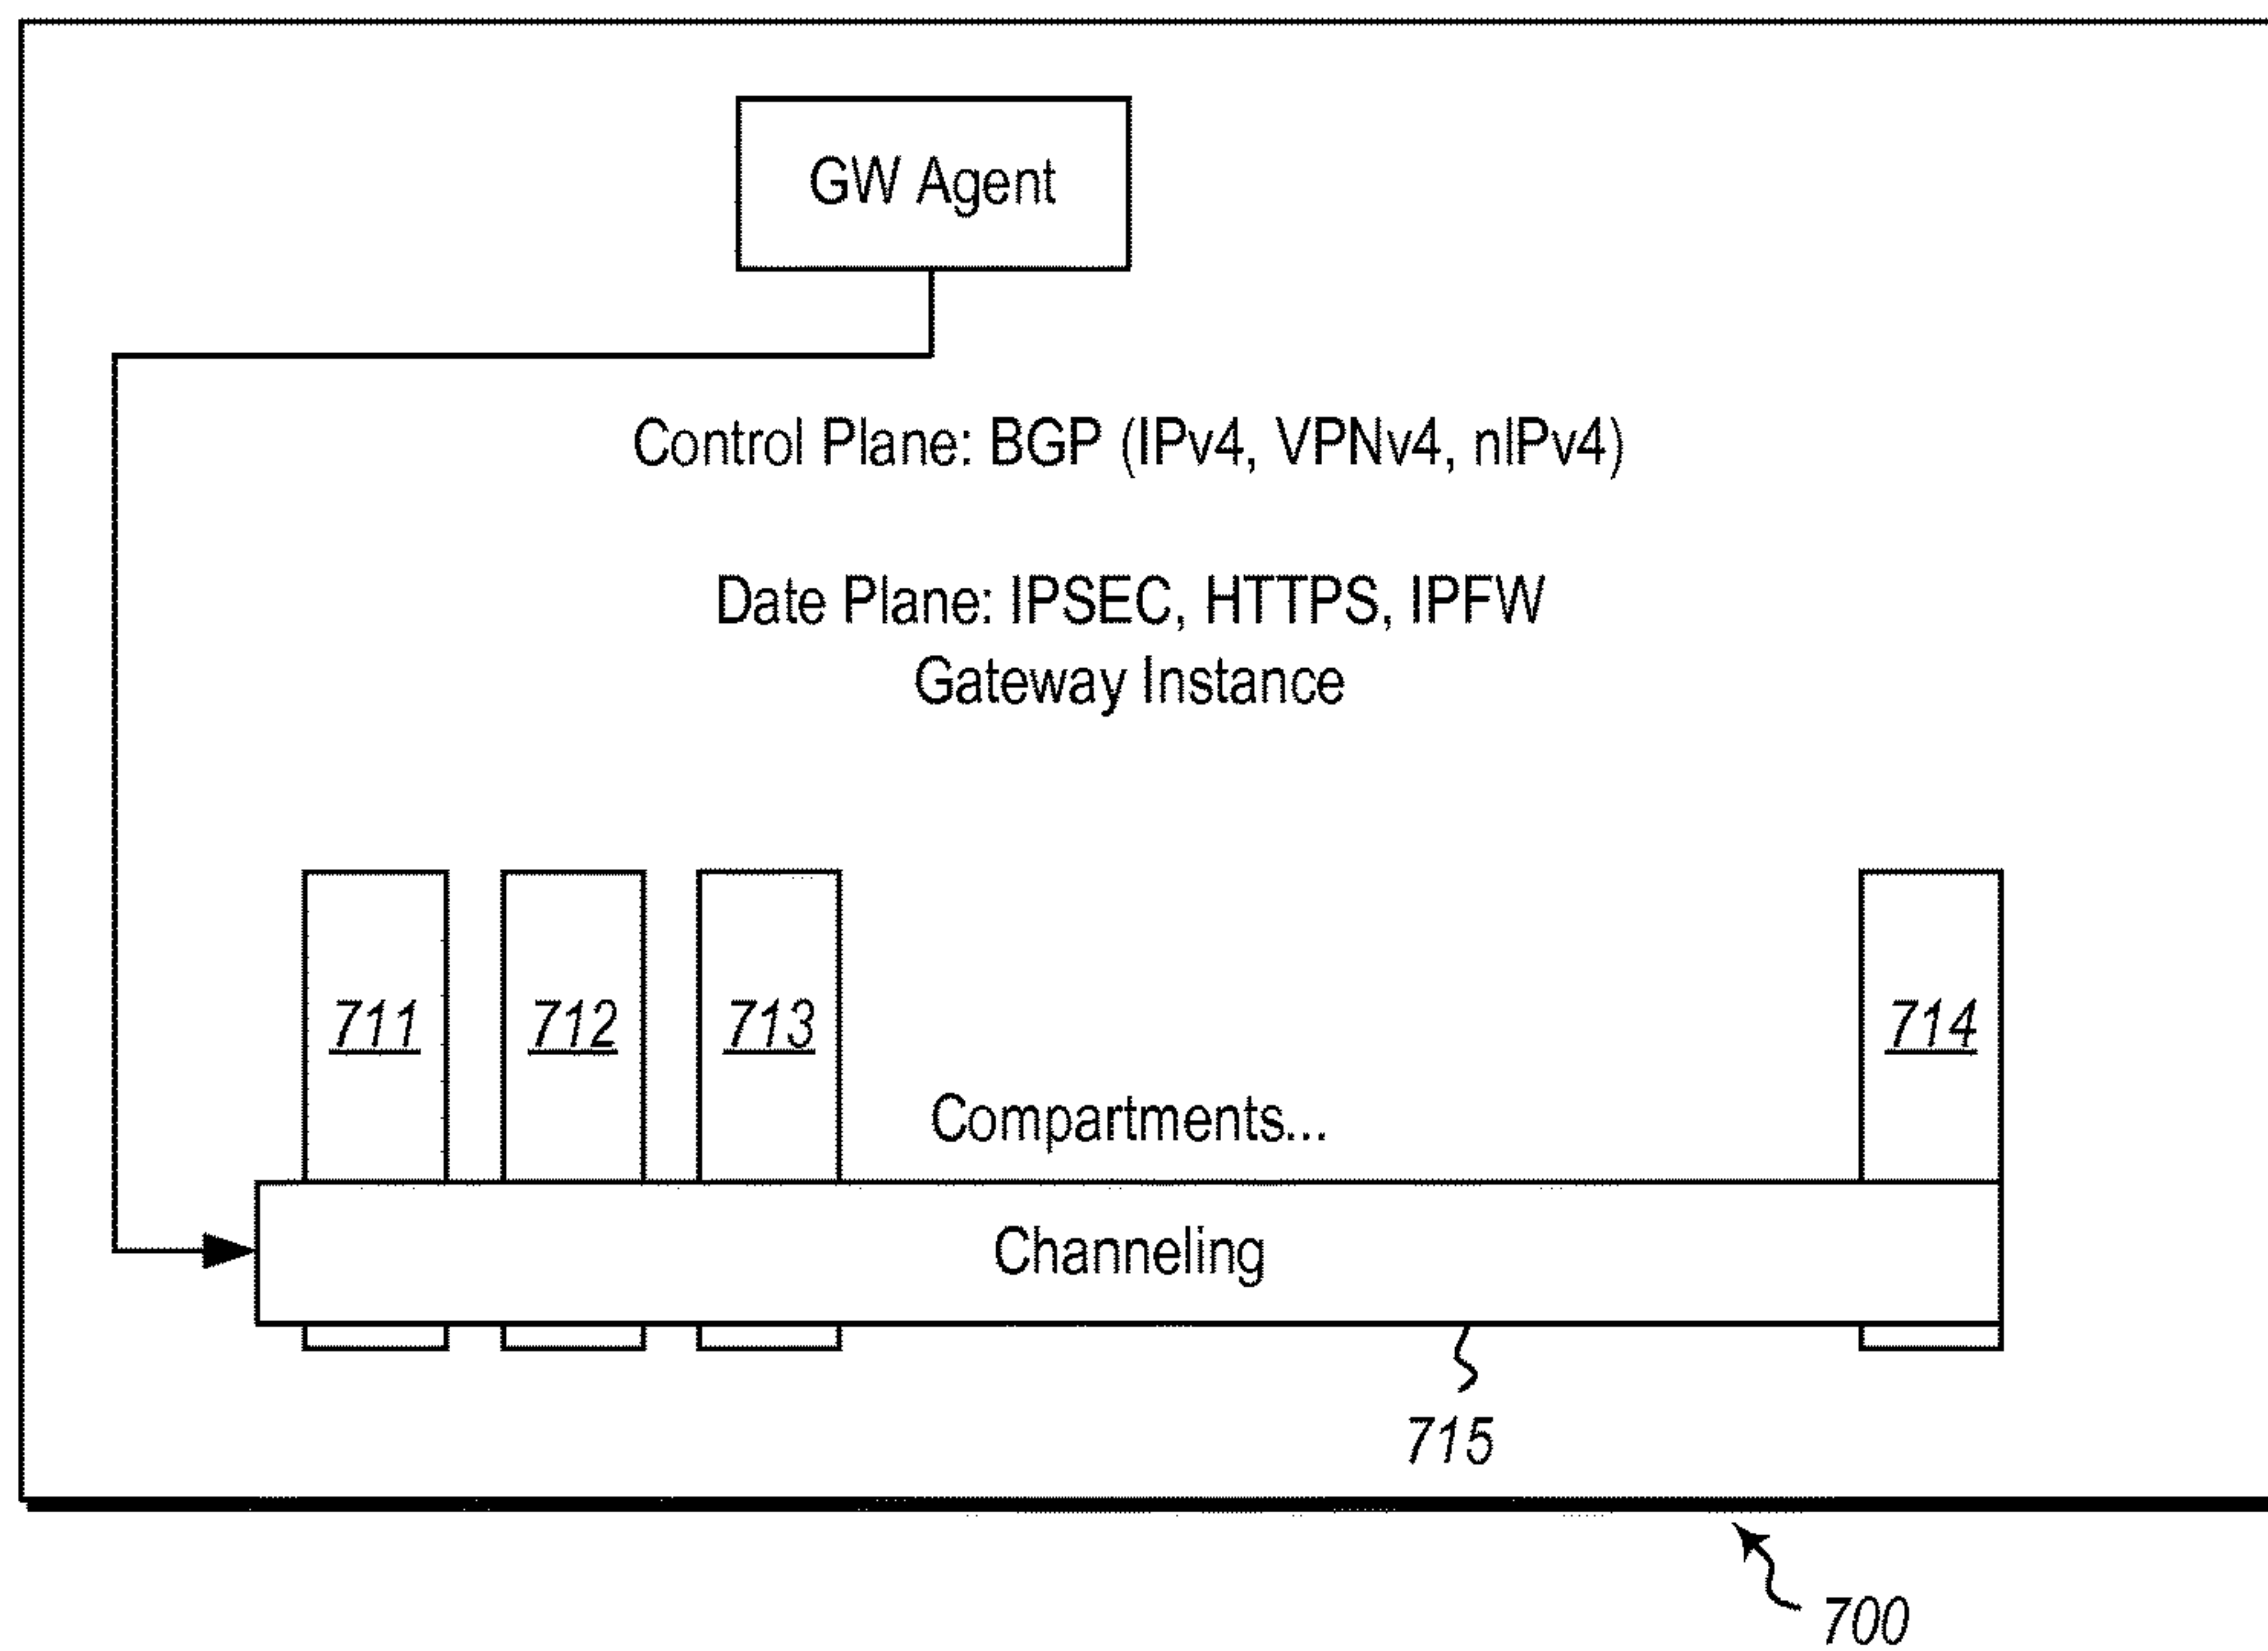 GW Agent
Control Plane: BGP (IPv4, VPNv4, nIPv4)
Date Plane: IPSEC, HTTPS, IPFW
Gateway Instance
711 712 713 714
Compartments...
Channeling
715
700